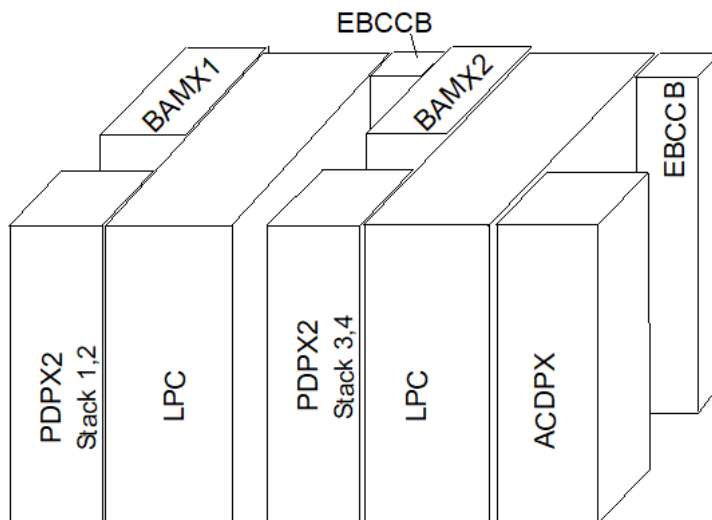 EBCCB
BAMX1
BAMX2
EBCCB
PDPX2
Stack 1,2
LPC
PDPX2
Stack 3,4
LPC
ACDPX